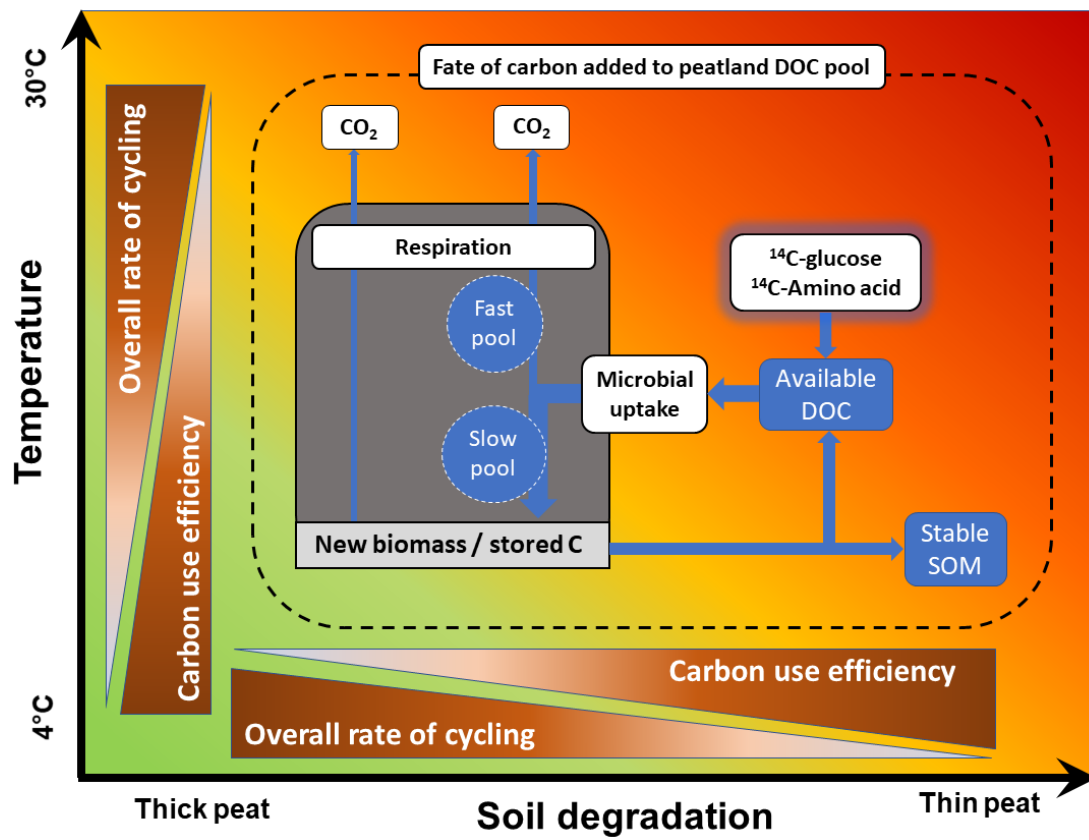 30°C
Temperature
4°C
Overall rate of cycling
Carbon use efficiency
Fate of carbon added to peatland DOC pool
CO₂
CO₂
Respiration
Fast
pool
Slow
pool
¹⁴C-glucose
¹⁴C-Amino acid
Microbial
uptake
Available
DOC
New biomass / stored C
Stable
SOM
Carbon use efficiency
Overall rate of cycling
Thick peat
Soil degradation
Thin peat